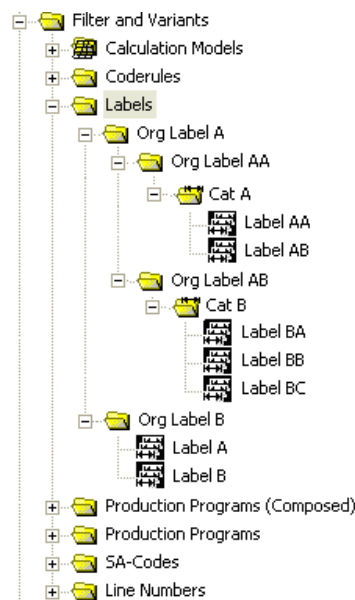 Filter and Variants
Calculation Models
Coderules
Labels
Org Label A
Org Label AA
Cat A
Label AA
Label AB
Org Label AB
Cat B
Label BA
Label BB
Label BC
Org Label B
Label A
Label B
Production Programs (Composed)
Production Programs
SA-Codes
Line Numbers